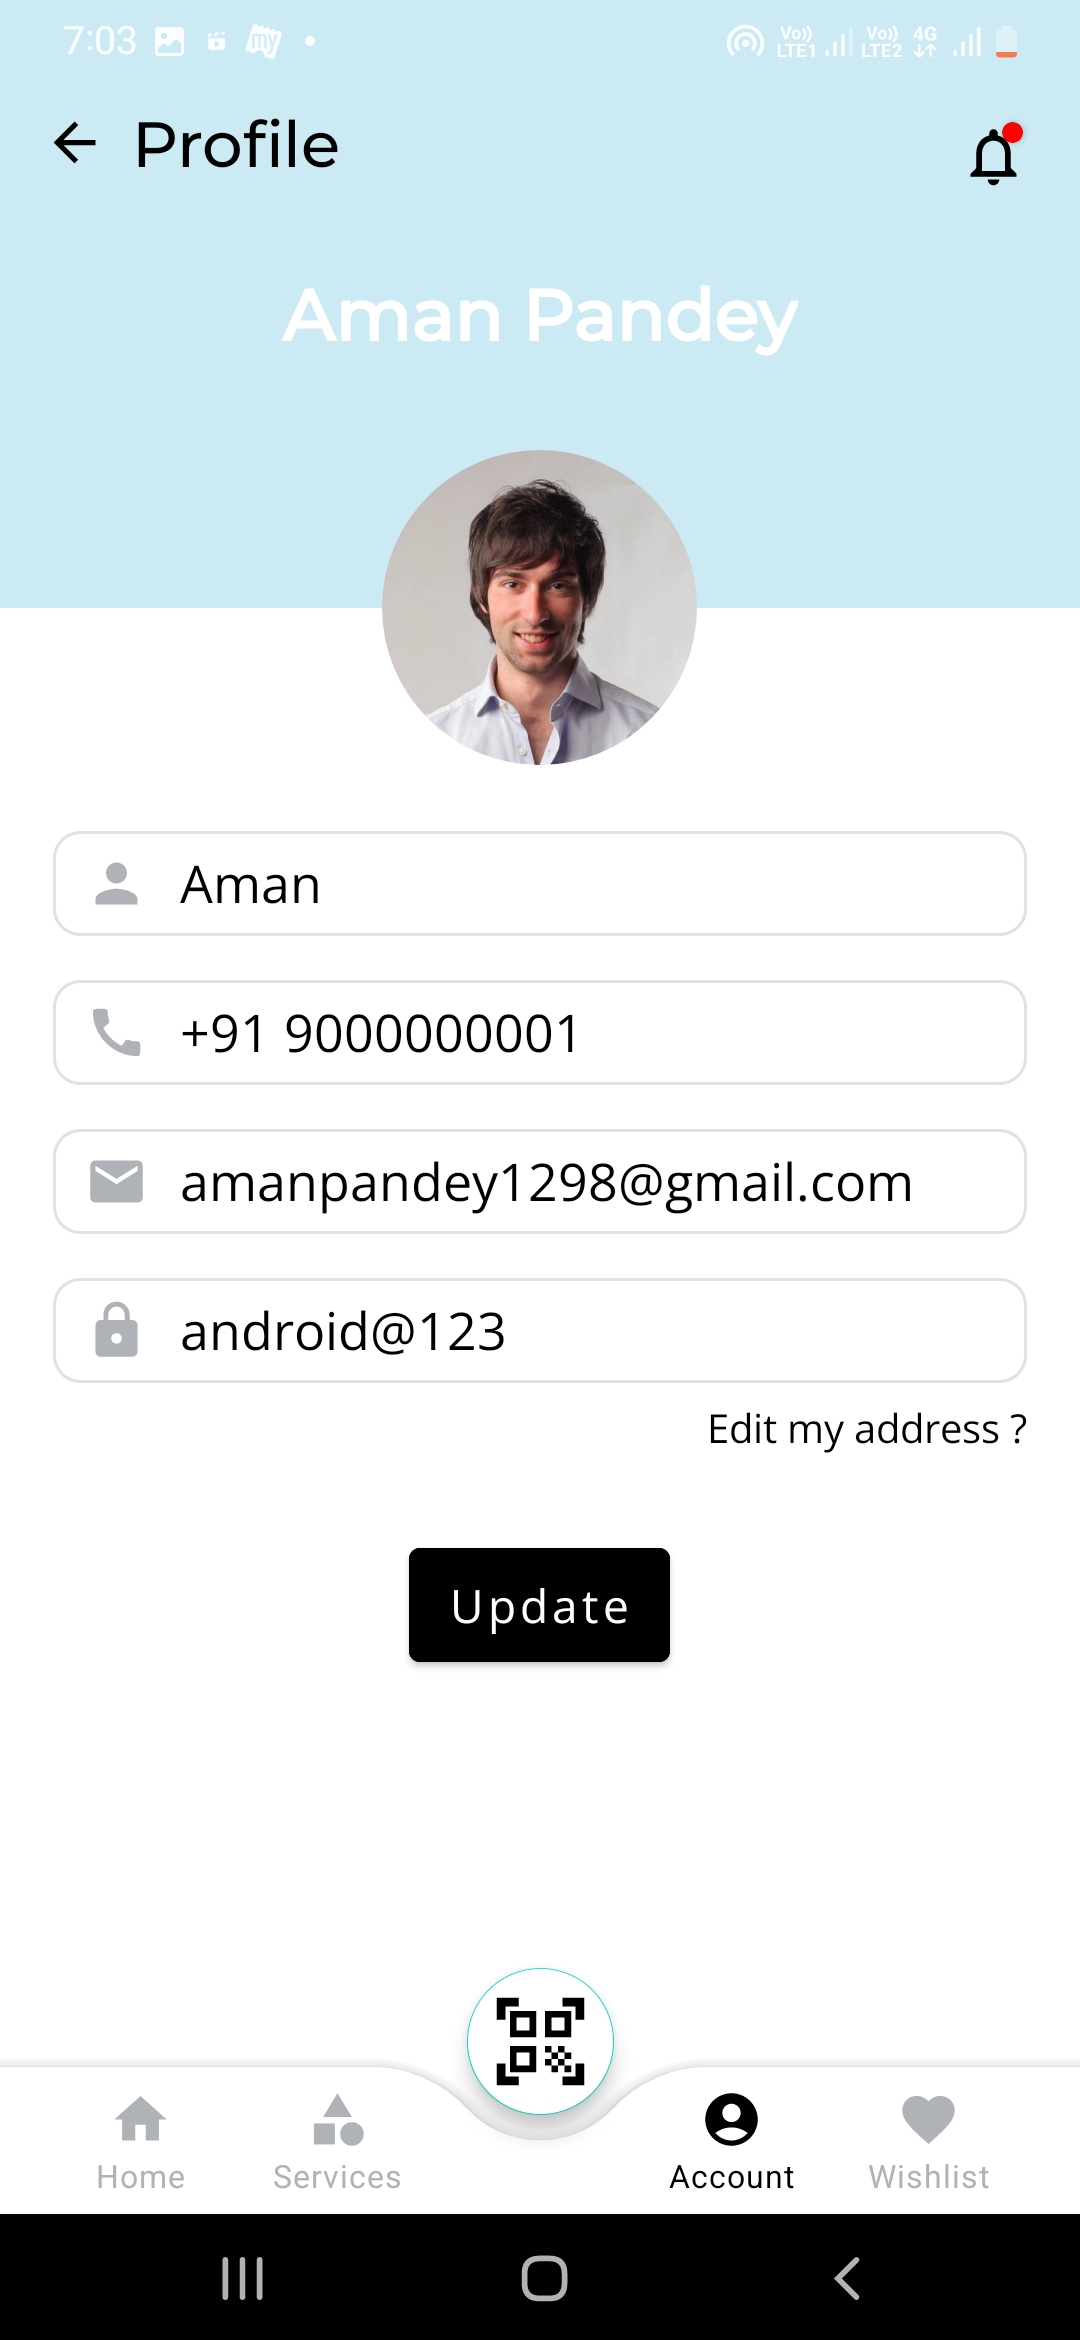 7:03 my Vo)) LTE1 Vo)) LTE2 4G
Profile
Aman Pandey
Aman
+91 9000000001
amanpandey1298@gmail.com
android@123
Edit my address ?
Update
Home Services Account Wishlist